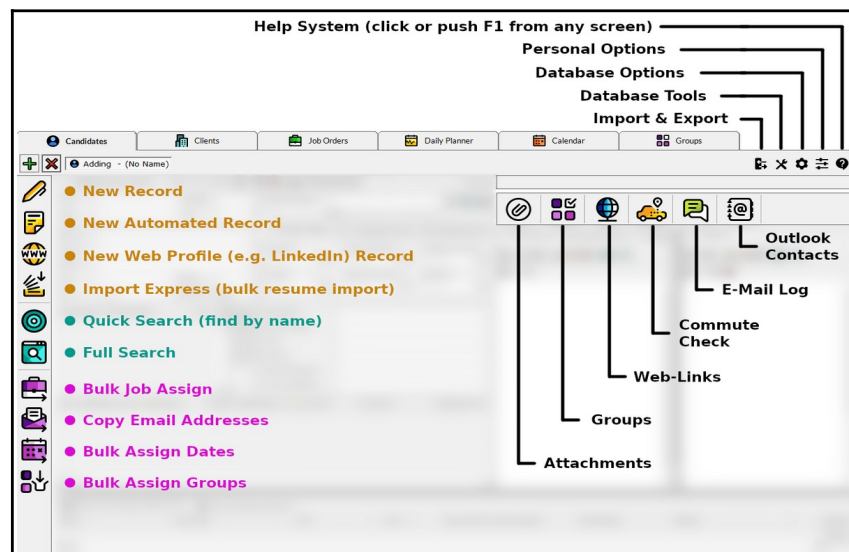 Help System (click or push F1 from any screen)
Personal Options
Database Options
Database Tools
Import & Export
Candidates
Clients
Job Orders
Daily Planner
Calendar
Groups
Adding - (No Name)
New Record
New Automated Record
WWW
New Web Profile (e.g. LinkedIn) Record
Import Express (bulk resume import)
Quick Search (find by name)
Full Search
Bulk Job Assign
Copy Email Addresses
Bulk Assign Dates
Bulk Assign Groups
Outlook
Contacts
E-Mail Log
Commute
Check
Web-Links
Groups
Attachments